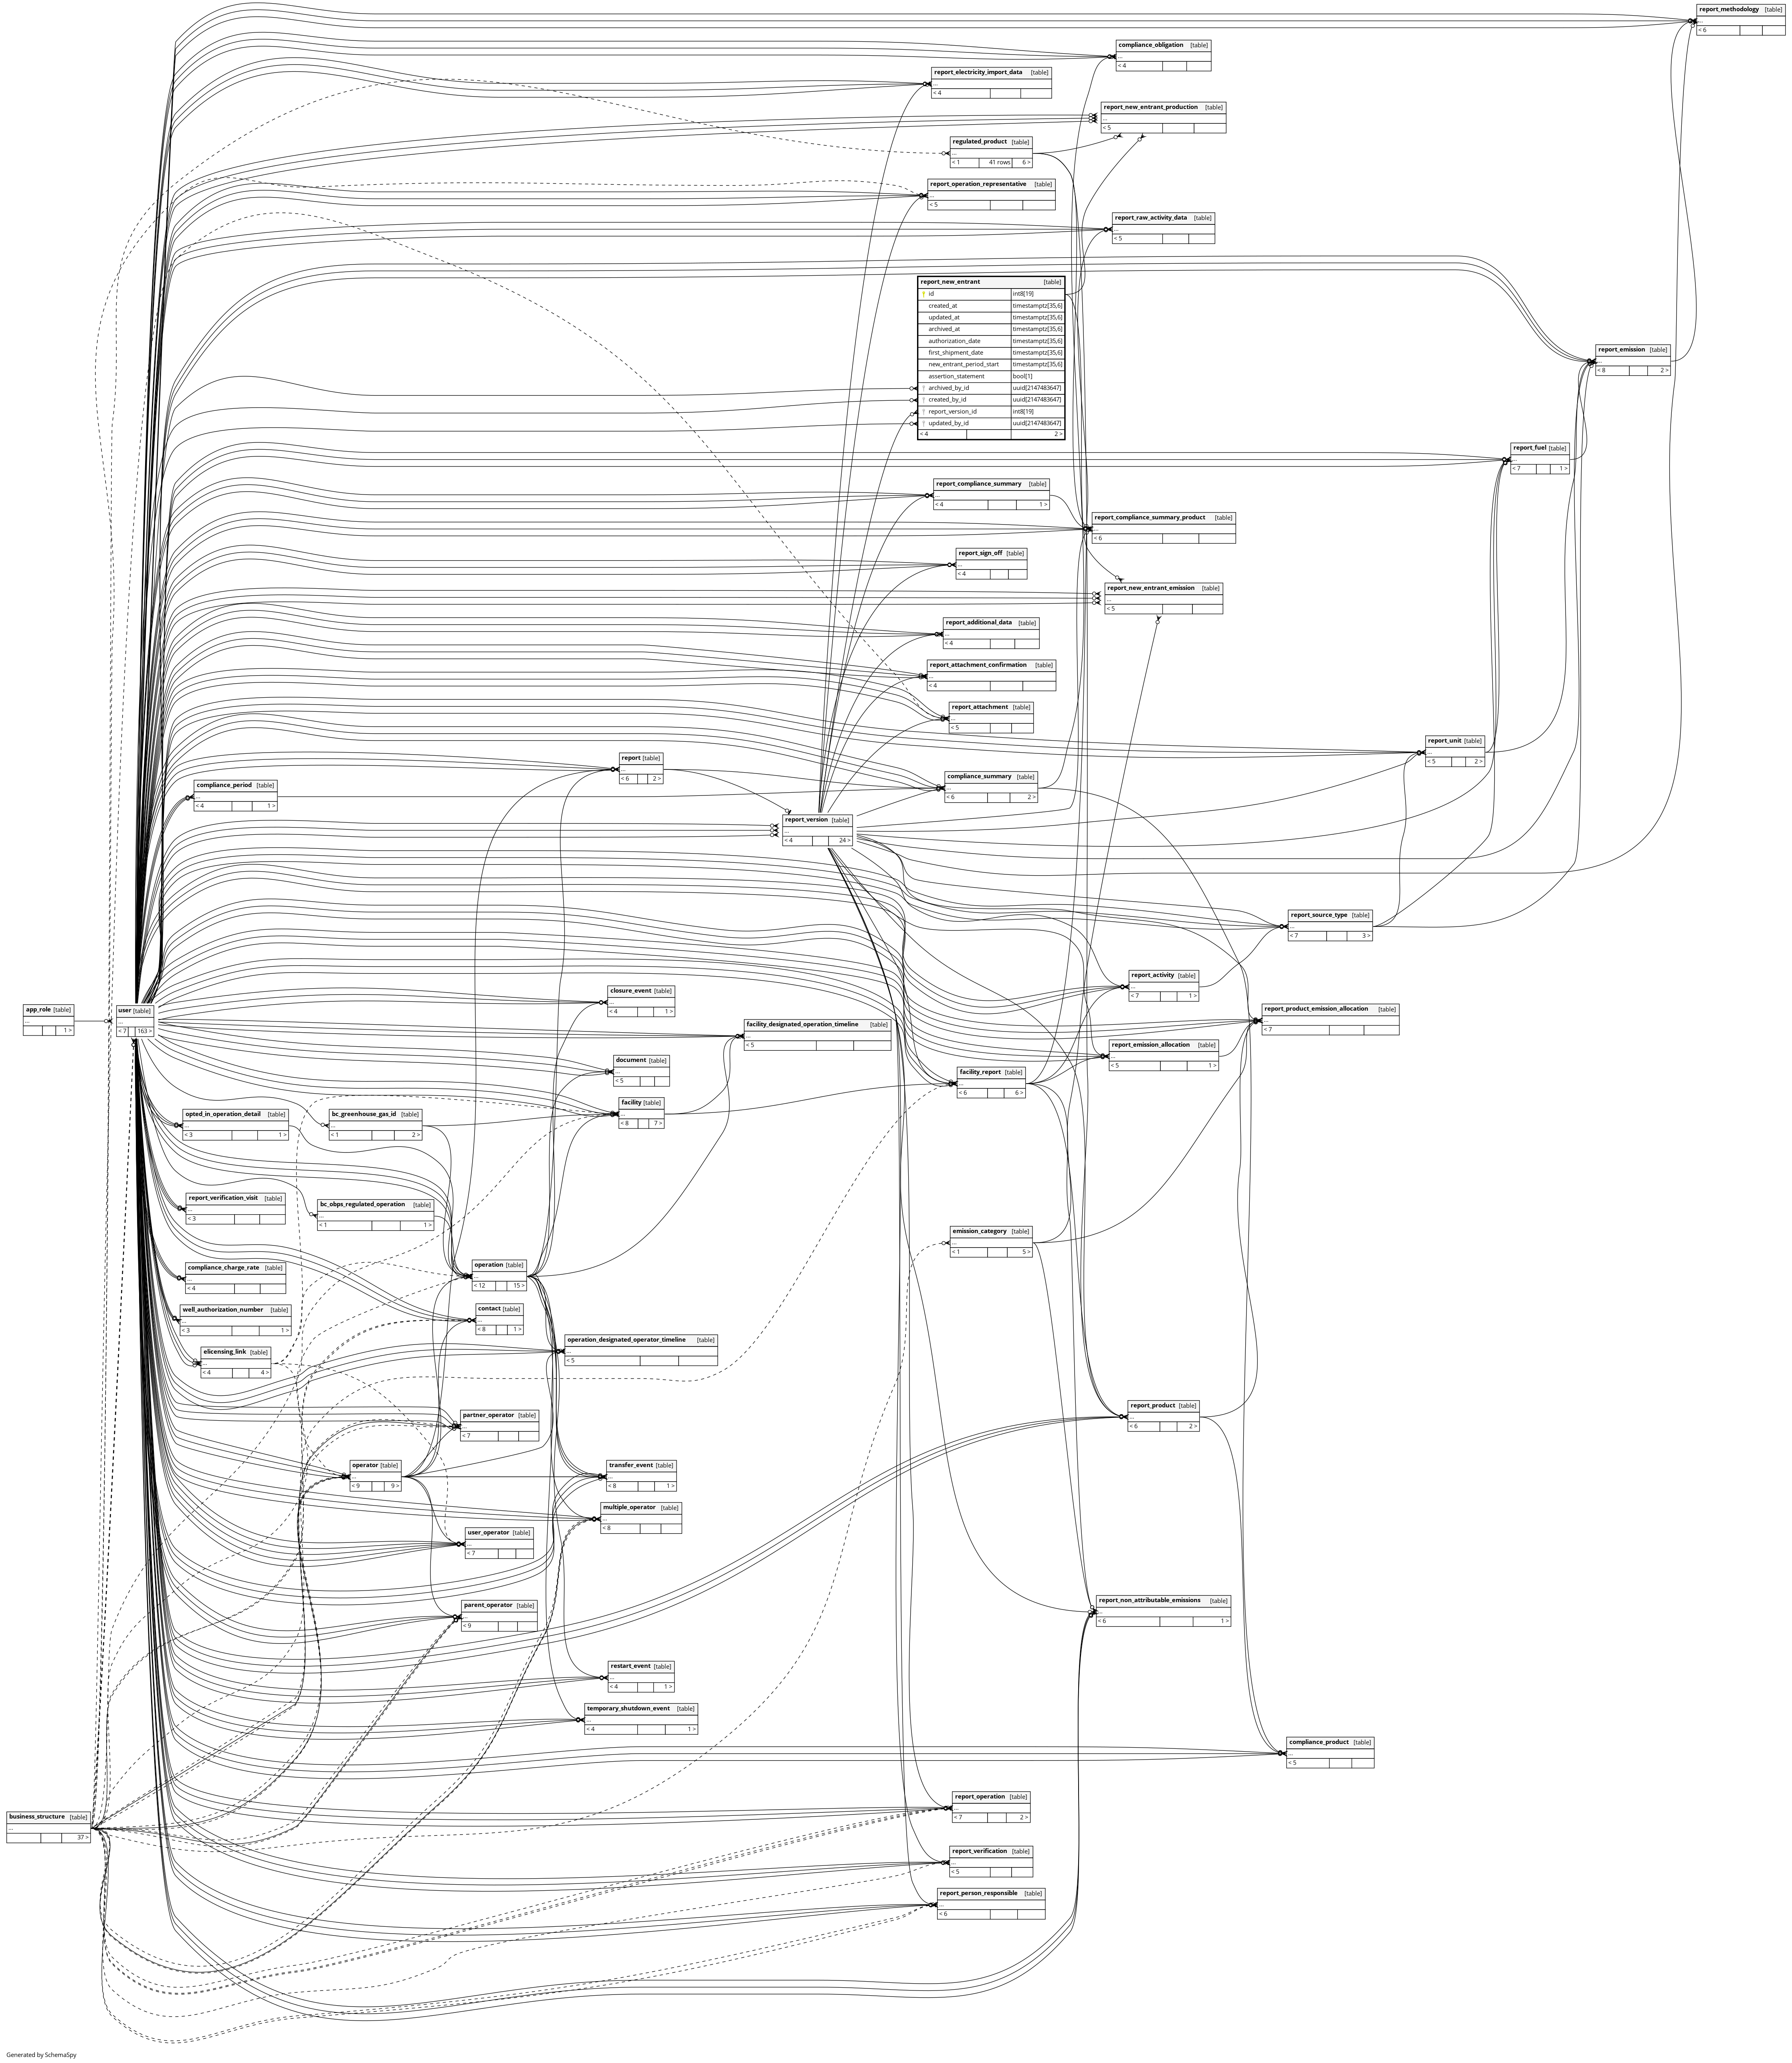 report_methodology [table]
...
< 6
compliance_obligation [table]
...
< 4
report_electricity_import_data [table]
...
< 4
report_new_entrant_production [table]
...
< 5
regulated_product [table]
...
< 1 41 rows 6 >
report_operation_representative [table]
...
< 5
report_raw_activity_data [table]
...
< 5
report_new_entrant [table]
id int8[19]
created_at timestamptz[35,6]
updated_at timestamptz[35,6]
archived_at timestamptz[35,6]
authorization_date timestamptz[35,6]
first_shipment_date timestamptz[35,6]
new_entrant_period_start timestamptz[35,6]
assertion_statement bool[1]
archived_by_id uuid[2147483647]
created_by_id uuid[2147483647]
report_version_id int8[19]
updated_by_id uuid[2147483647]
< 4 2 >
report_emission [table]
...
< 8 2 >
report_fuel [table]
...
< 7 1 >
report_compliance_summary [table]
...
< 4 1 >
report_compliance_summary_product [table]
...
< 6
report_sign_off [table]
...
< 4
report_new_entrant_emission [table]
...
< 5
report_additional_data [table]
...
< 4
report_attachment_confirmation [table]
...
< 4
report_attachment [table]
...
< 5
report_unit [table]
...
< 5 2 >
report [table]
...
< 6 2 >
compliance_period [table]
...
< 4 1 >
compliance_summary [table]
...
< 6 2 >
report_version [table]
...
< 4 24 >
report_source_type [table]
...
< 7 3 >
report_activity [table]
...
< 7 1 >
closure_event [table]
...
< 4 1 >
app_role [table]
...
1 >
user [table]
...
< 7 163 >
report_product_emission_allocation [table]
...
< 7
facility_designated_operation_timeline [table]
...
< 5
report_emission_allocation [table]
...
< 5 1 >
document [table]
...
< 5
facility_report [table]
...
< 6 6 >
facility [table]
...
< 8 7 >
opted_in_operation_detail [table]
...
< 3 1 >
bc_greenhouse_gas_id [table]
...
< 1 2 >
report_verification_visit [table]
...
< 3
bc_obps_regulated_operation [table]
...
< 1 1 >
emission_category [table]
...
< 1 5 >
compliance_charge_rate [table]
...
< 4
operation [table]
...
< 12 15 >
well_authorization_number [table]
...
< 3 1 >
contact [table]
...
< 8 1 >
operation_designated_operator_timeline [table]
...
< 5
elicensing_link [table]
...
< 4 4 >
report_product [table]
...
< 6 2 >
partner_operator [table]
...
< 7
operator [table]
...
< 9 9 >
transfer_event [table]
...
< 8 1 >
multiple_operator [table]
...
< 8
user_operator [table]
...
< 7
report_non_attributable_emissions [table]
...
< 6 1 >
parent_operator [table]
...
< 9
restart_event [table]
...
< 4 1 >
temporary_shutdown_event [table]
...
< 4 1 >
compliance_product [table]
...
< 5
report_operation [table]
...
< 7 2 >
business_structure [table]
...
37 >
report_verification [table]
...
< 5
report_person_responsible [table]
...
< 6
Generated by SchemaSpy